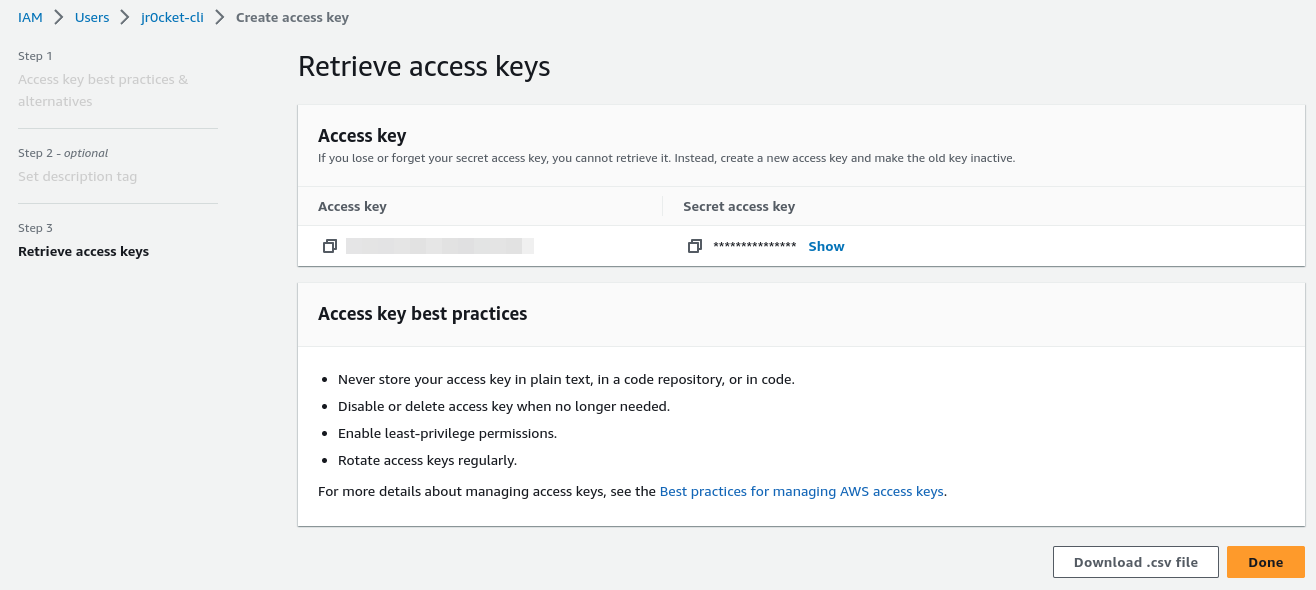 IAM > Users > jr0cket-cli > Create access key
Step 1
Access key best practices &
alternatives
Step 2 - optional
Set description tag
Step 3
Retrieve access keys
Retrieve access keys
Access key
If you lose or forget your secret access key, you cannot retrieve it. Instead, create a new access key and make the old key inactive.
Access key
Secret access key
*************** Show
Access key best practices
• Never store your access key in plain text, in a code repository, or in code.
• Disable or delete access key when no longer needed.
• Enable least-privilege permissions.
• Rotate access keys regularly.
For more details about managing access keys, see the Best practices for managing AWS access keys.
Download .csv file
Done